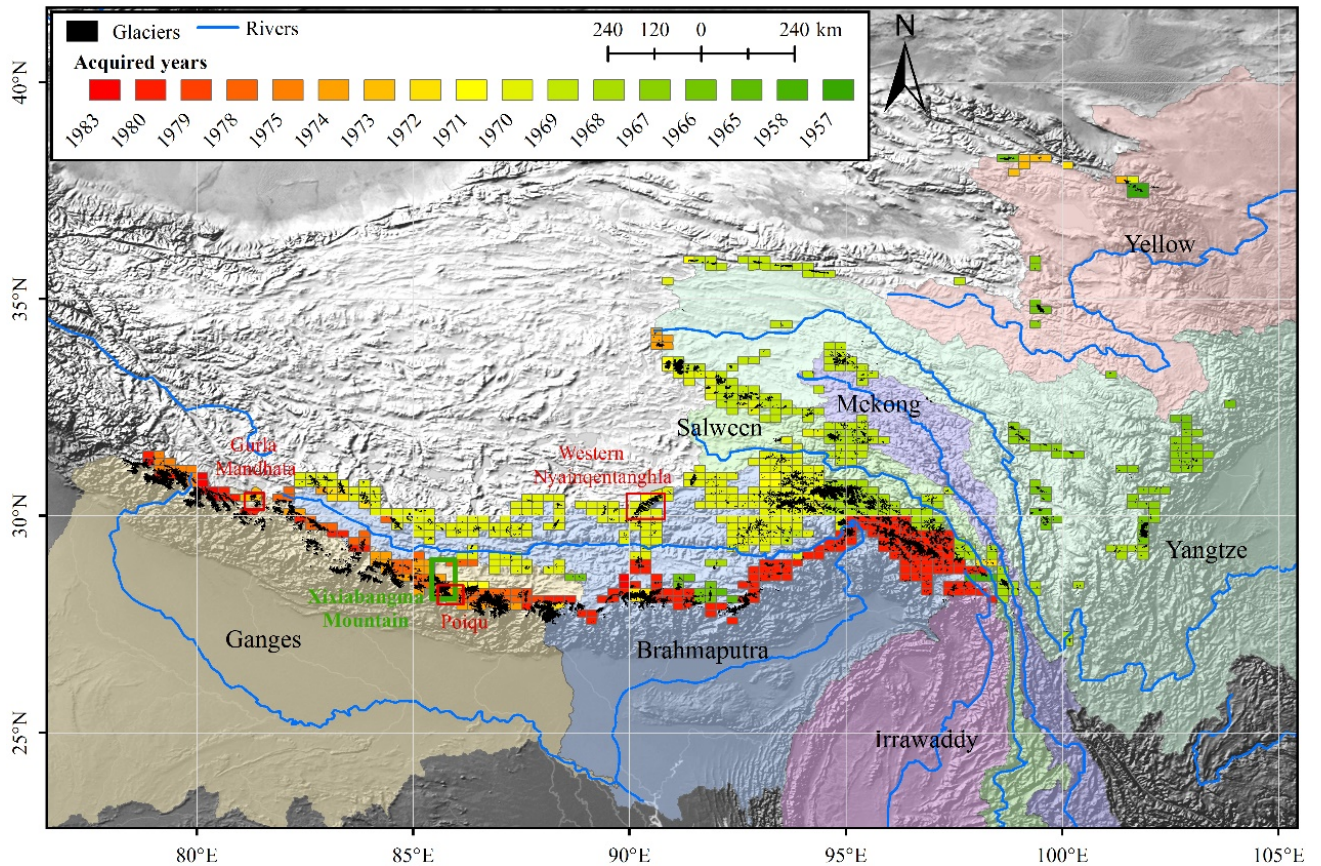 Glaciers
Rivers
240 120 0 240 km
N
Acquired years
1983 1980 1979 1978 1975 1974 1973 1972 1971 1970 1969 1968 1967 1966 1965 1958 1957
40°N
35°N
30°N
25°N
Yellow
Mekong
Salween
Gurla
Mandhata
Western
Nyainqentanghla
Yangtze
Xixiabangma
Mountain
Poiqu
Ganges
Brahmaputra
Irrawaddy
80°E 85°E 90°E 95°E 100°E 105°E